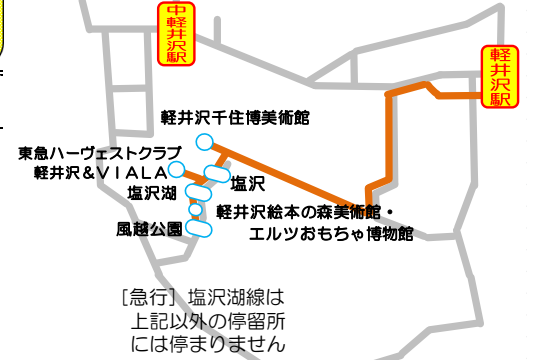 中軽井沢駅
軽井沢駅
軽井沢千住博美術館
東急ハーヴェストクラブ
軽井沢&VIALA
塩沢
塩沢湖
軽井沢絵本の森美術館・
エルツおもちゃ博物館
風越公園
［急行］塩沢湖線は
上記以外の停留所
には停まりません